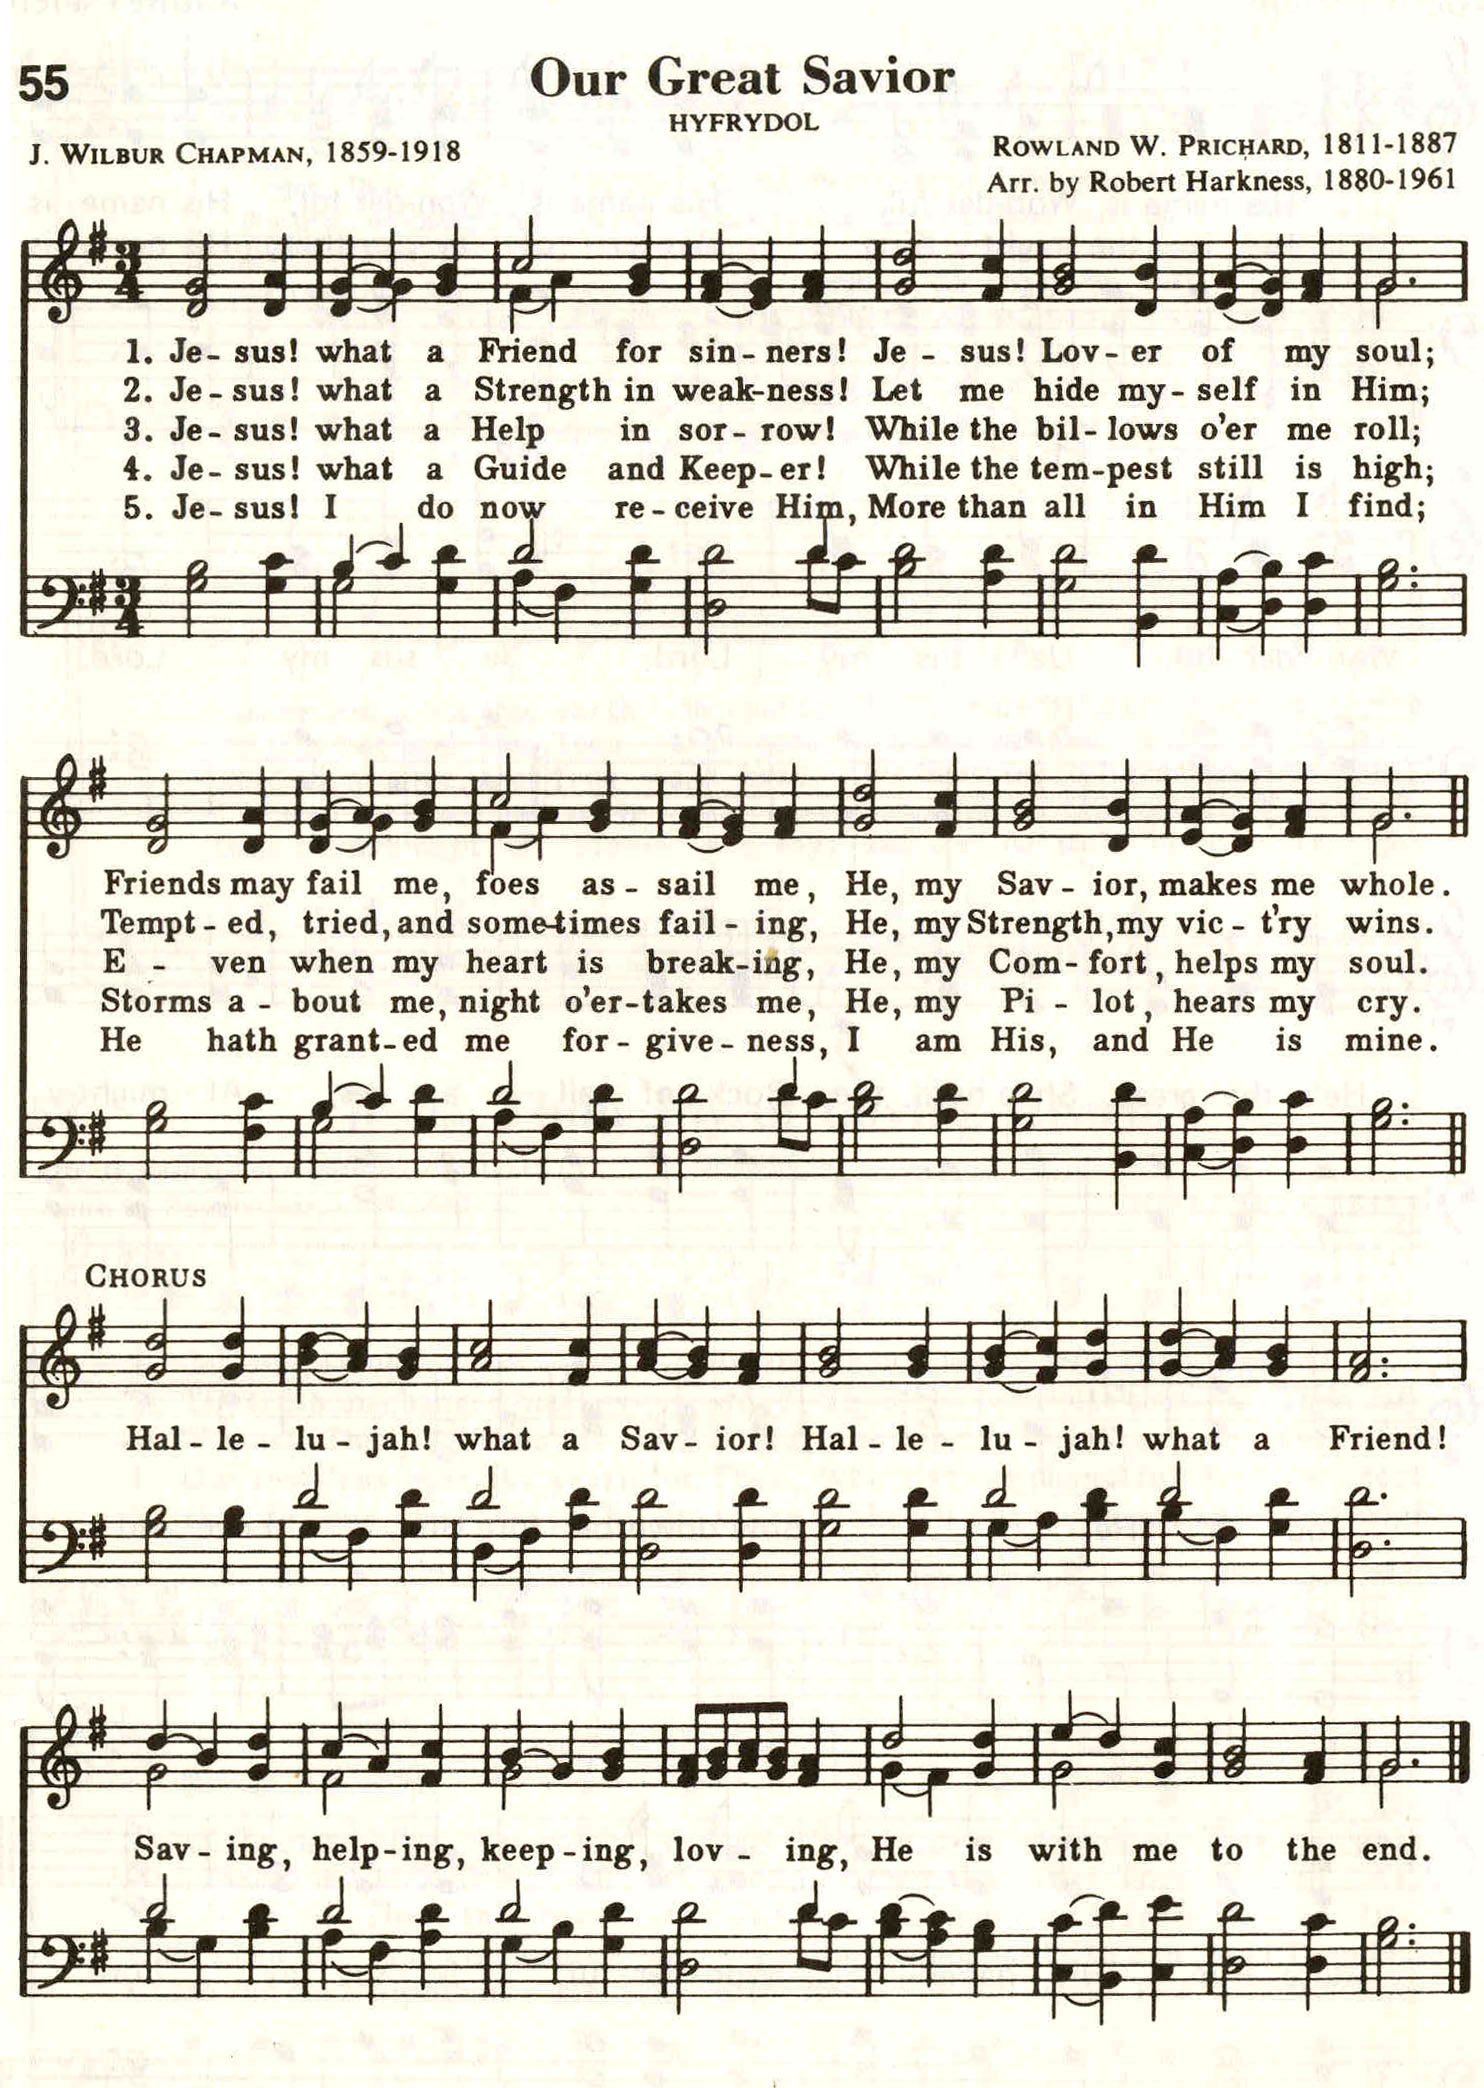 55
Our Great Savior
HYFRYDOL
J. WILBUR CHAPMAN, 1859-1918
ROWLAND W. PRICHARD, 1811-1887
Arr. by Robert Harkness, 1880-1961
1. Je- sus! what a Friend for sin-ners! Je - sus! Lov-er of my soul;
2. Je-sus! what a Strength in weak-ness! Let me hide my-self in Him;
3. Je-sus! what a Help in sor-row! While the bil-lows o'er me roll;
4. Je-sus! what a Guide and Keep-er! While the tem-pest still is high;
5. Je-sus! I do now re-ceive Him, More than all in Him I find;
Friends may fail me, foes as-sail me, He, my Sav-ior, makes me whole.
Tempt-ed, tried, and some-times fail-ing, He, my Strength, my vic-t'ry wins.
E - ven when my heart is break-ing, He, my Com-fort, helps my soul.
Storms a-bout me, night o'er-takes me, He, my Pi-lot, hears my cry.
He hath grant-ed me for-give-ness, I am His, and He is mine.
CHORUS
Hal-le-lu-jah! what a Sav-ior! Hal-le-lu-jah! what a Friend!
Sav-ing, help-ing, keep-ing, lov-ing, He is with me to the end.